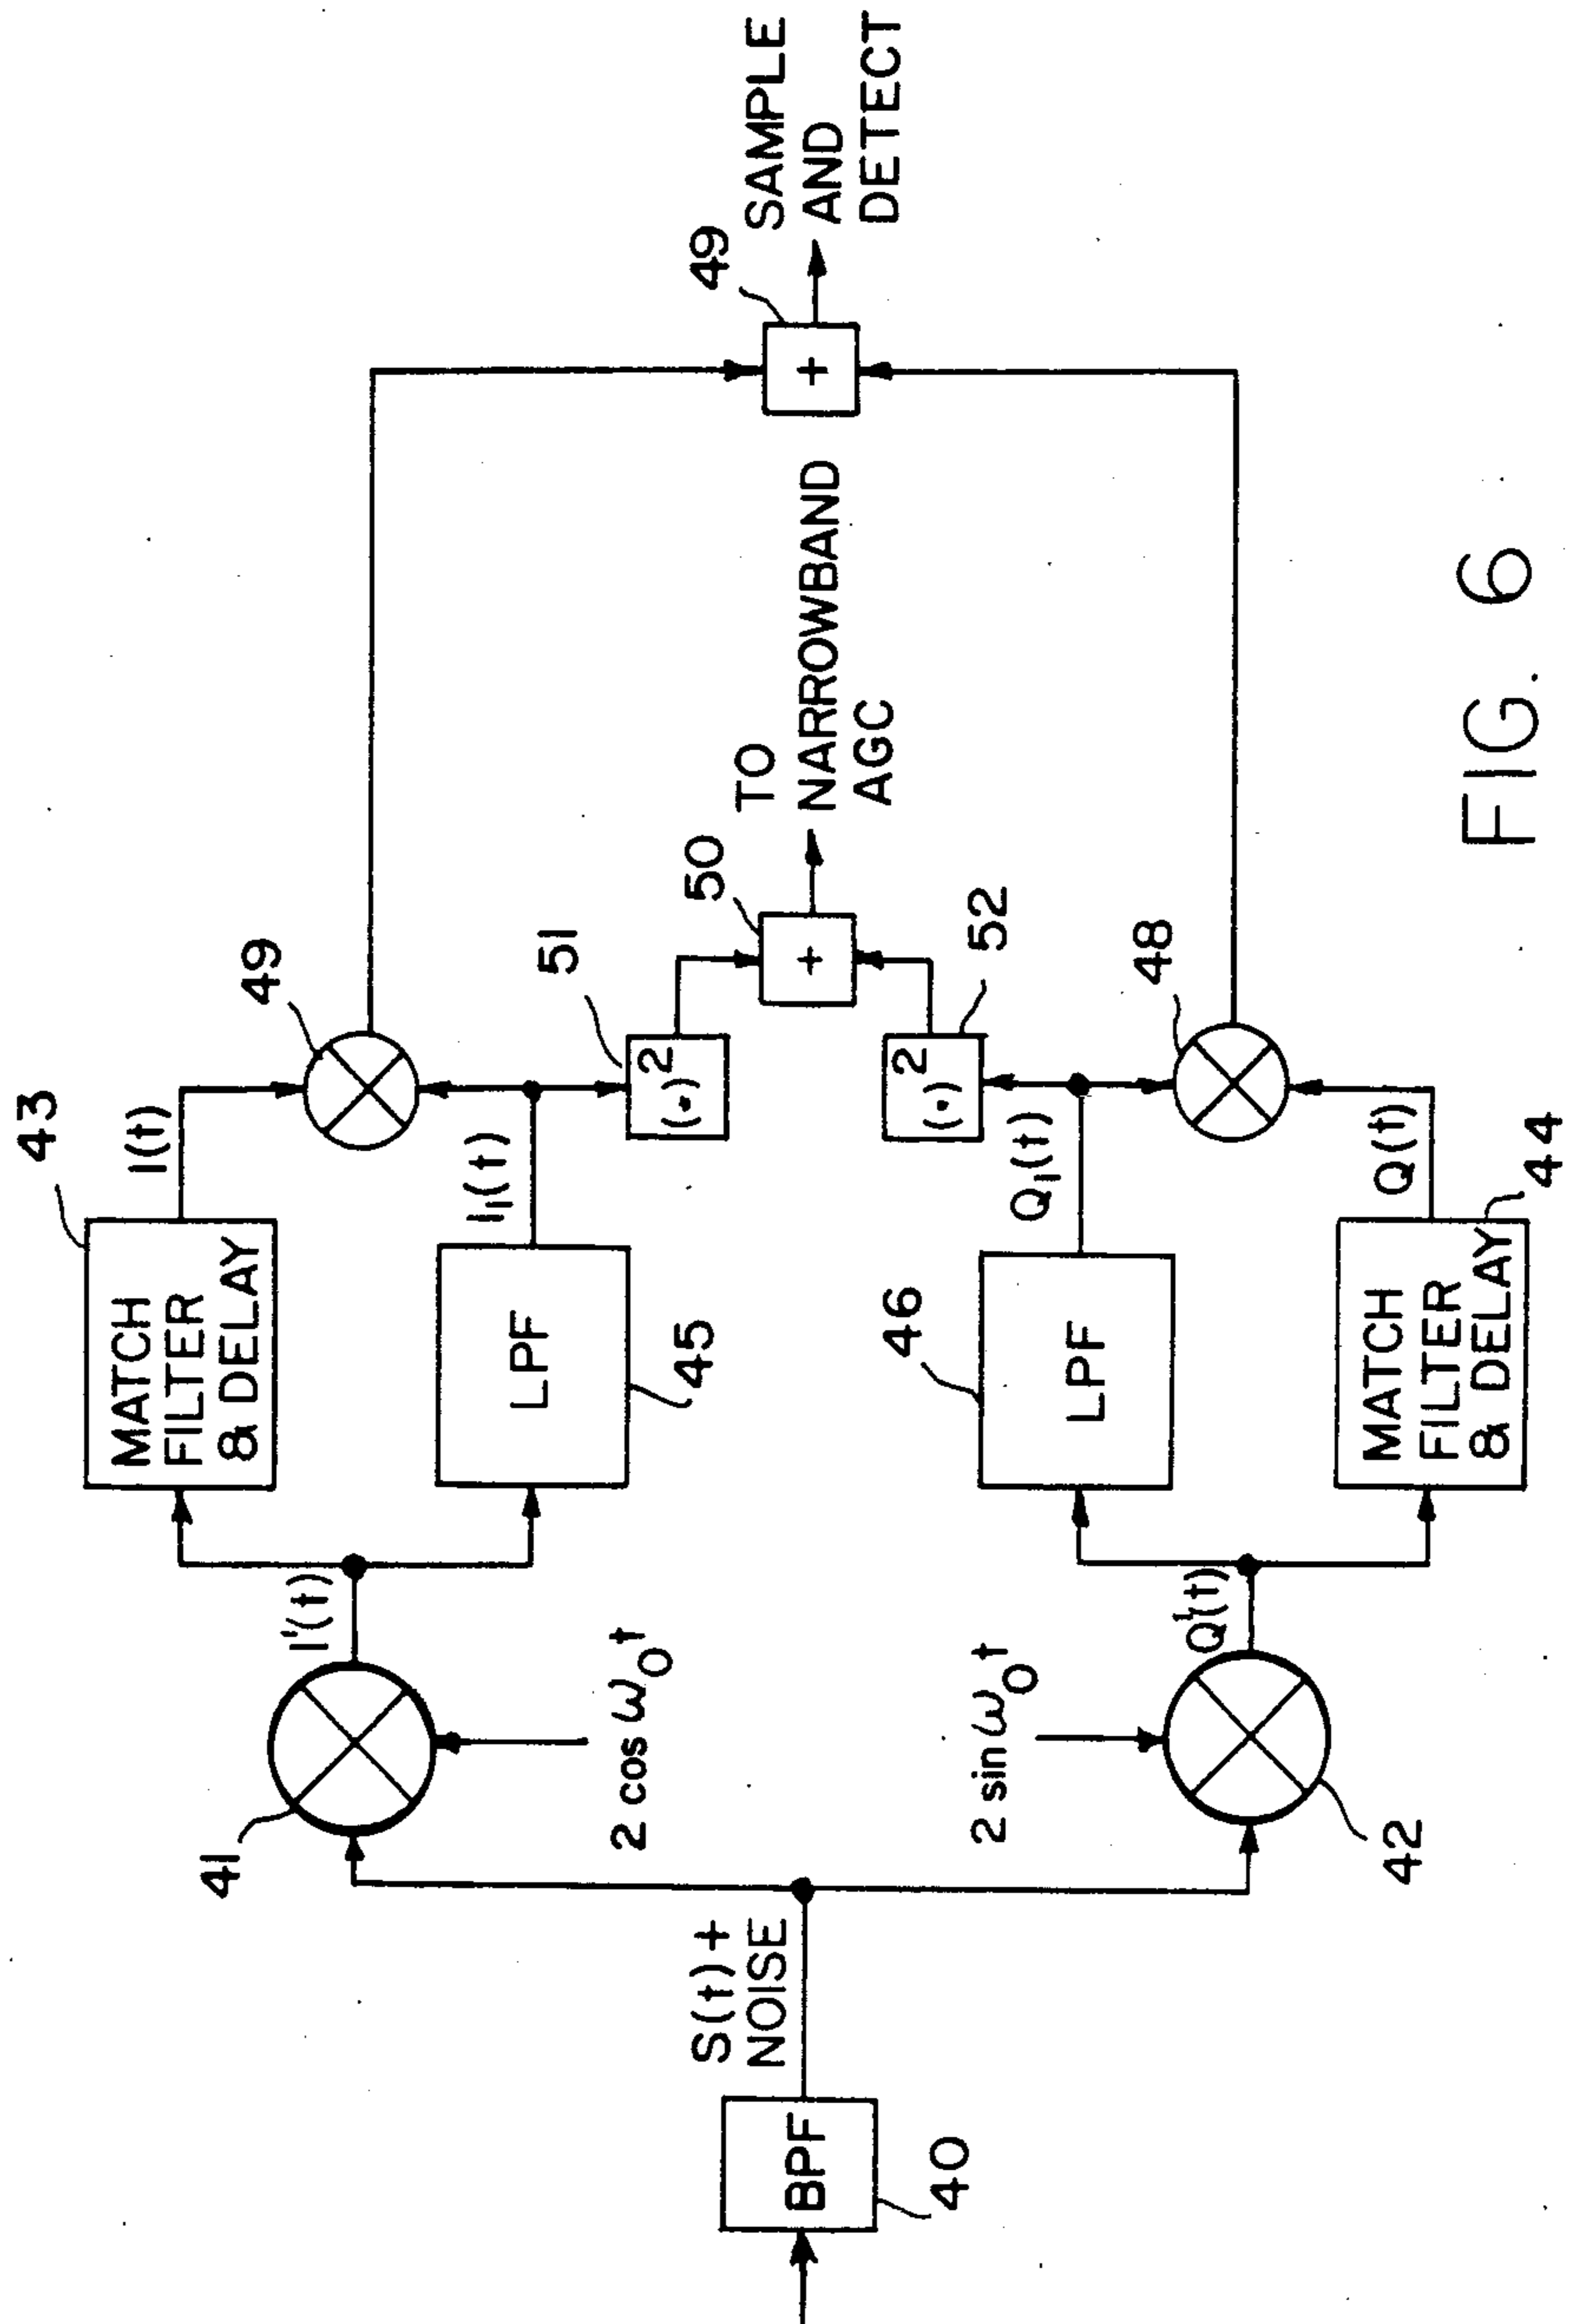 BPF
40
S(t) +
NOISE
41
2 cos ω₀t
I'(t)
42
2 sin ω₀t
Q'(t)
43
MATCH
FILTER
& DELAY
I(t)
LPF
45
I₁(t)
46
LPF
Q₁(t)
MATCH
FILTER
& DELAY
44
Q(t)
49
51
(•)²
52
(•)²
48
50
+
TO
NARROWBAND
AGC
49
+
SAMPLE
AND
DETECT
FIG. 6